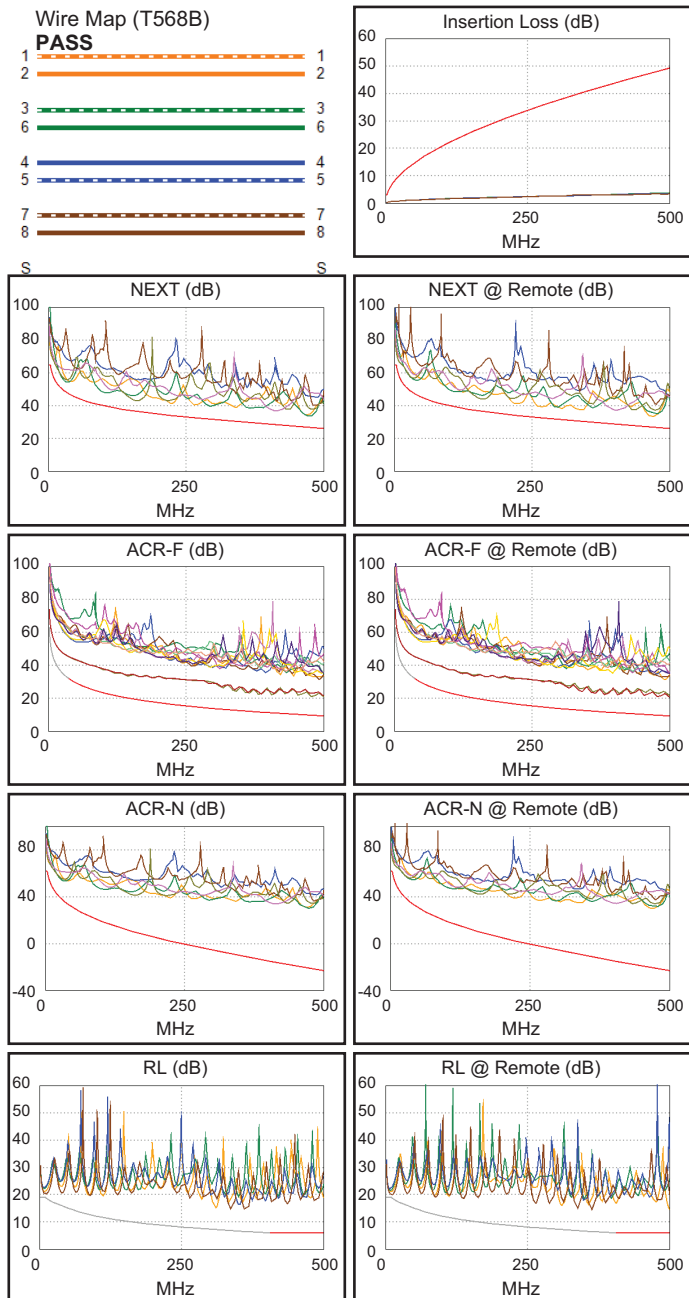 Wire Map (T568B)
PASS
1 1
2 2
3 3
6 6
4 4
5 5
7 7
8 8
S S
Insertion Loss (dB)
60
50
40
30
20
10
0
0 250 500
MHz
NEXT (dB)
100
80
60
40
20
0
0 250 500
MHz
NEXT @ Remote (dB)
100
80
60
40
20
0
0 250 500
MHz
ACR-F (dB)
100
80
60
40
20
0
0 250 500
MHz
ACR-F @ Remote (dB)
100
80
60
40
20
0
0 250 500
MHz
ACR-N (dB)
80
40
0
-40
0 250 500
MHz
ACR-N @ Remote (dB)
80
40
0
-40
0 250 500
MHz
RL (dB)
60
50
40
30
20
10
0
0 250 500
MHz
RL @ Remote (dB)
60
50
40
30
20
10
0
0 250 500
MHz